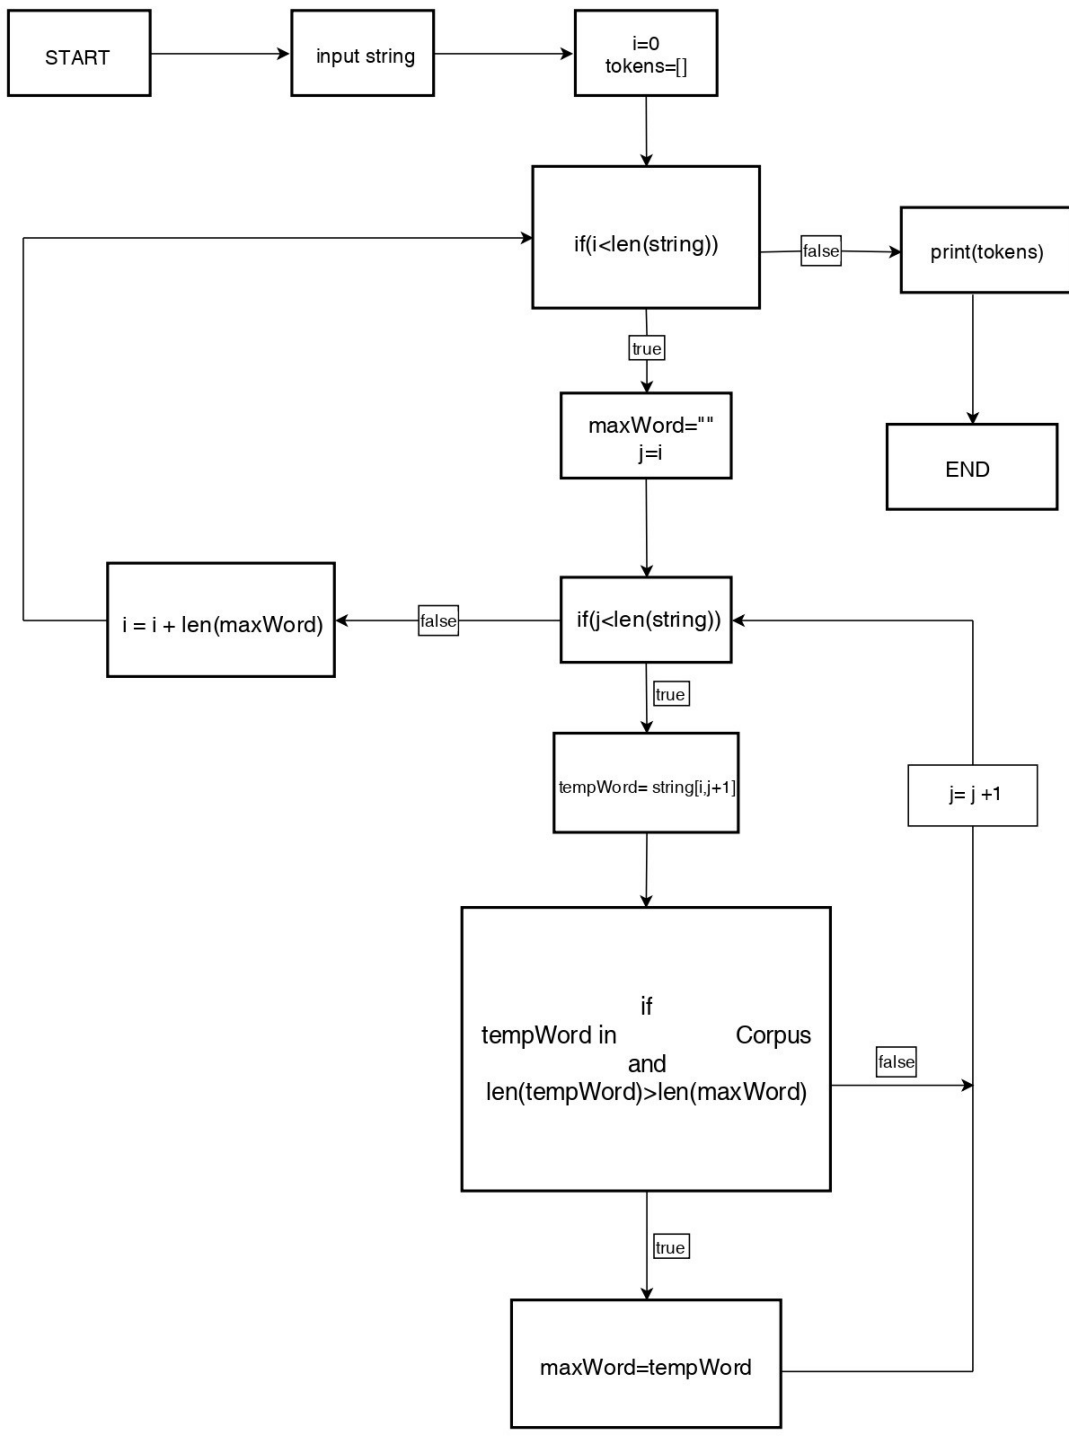 START
input string
i=0
tokens=[]
if(i<len(string))
false
print(tokens)
true
maxWord=""
j=i
END
i = i + len(maxWord)
false
if(j<len(string))
true
tempWord= string[i,j+1]
j= j +1
if
tempWord in Corpus
and
len(tempWord)>len(maxWord)
false
true
maxWord=tempWord